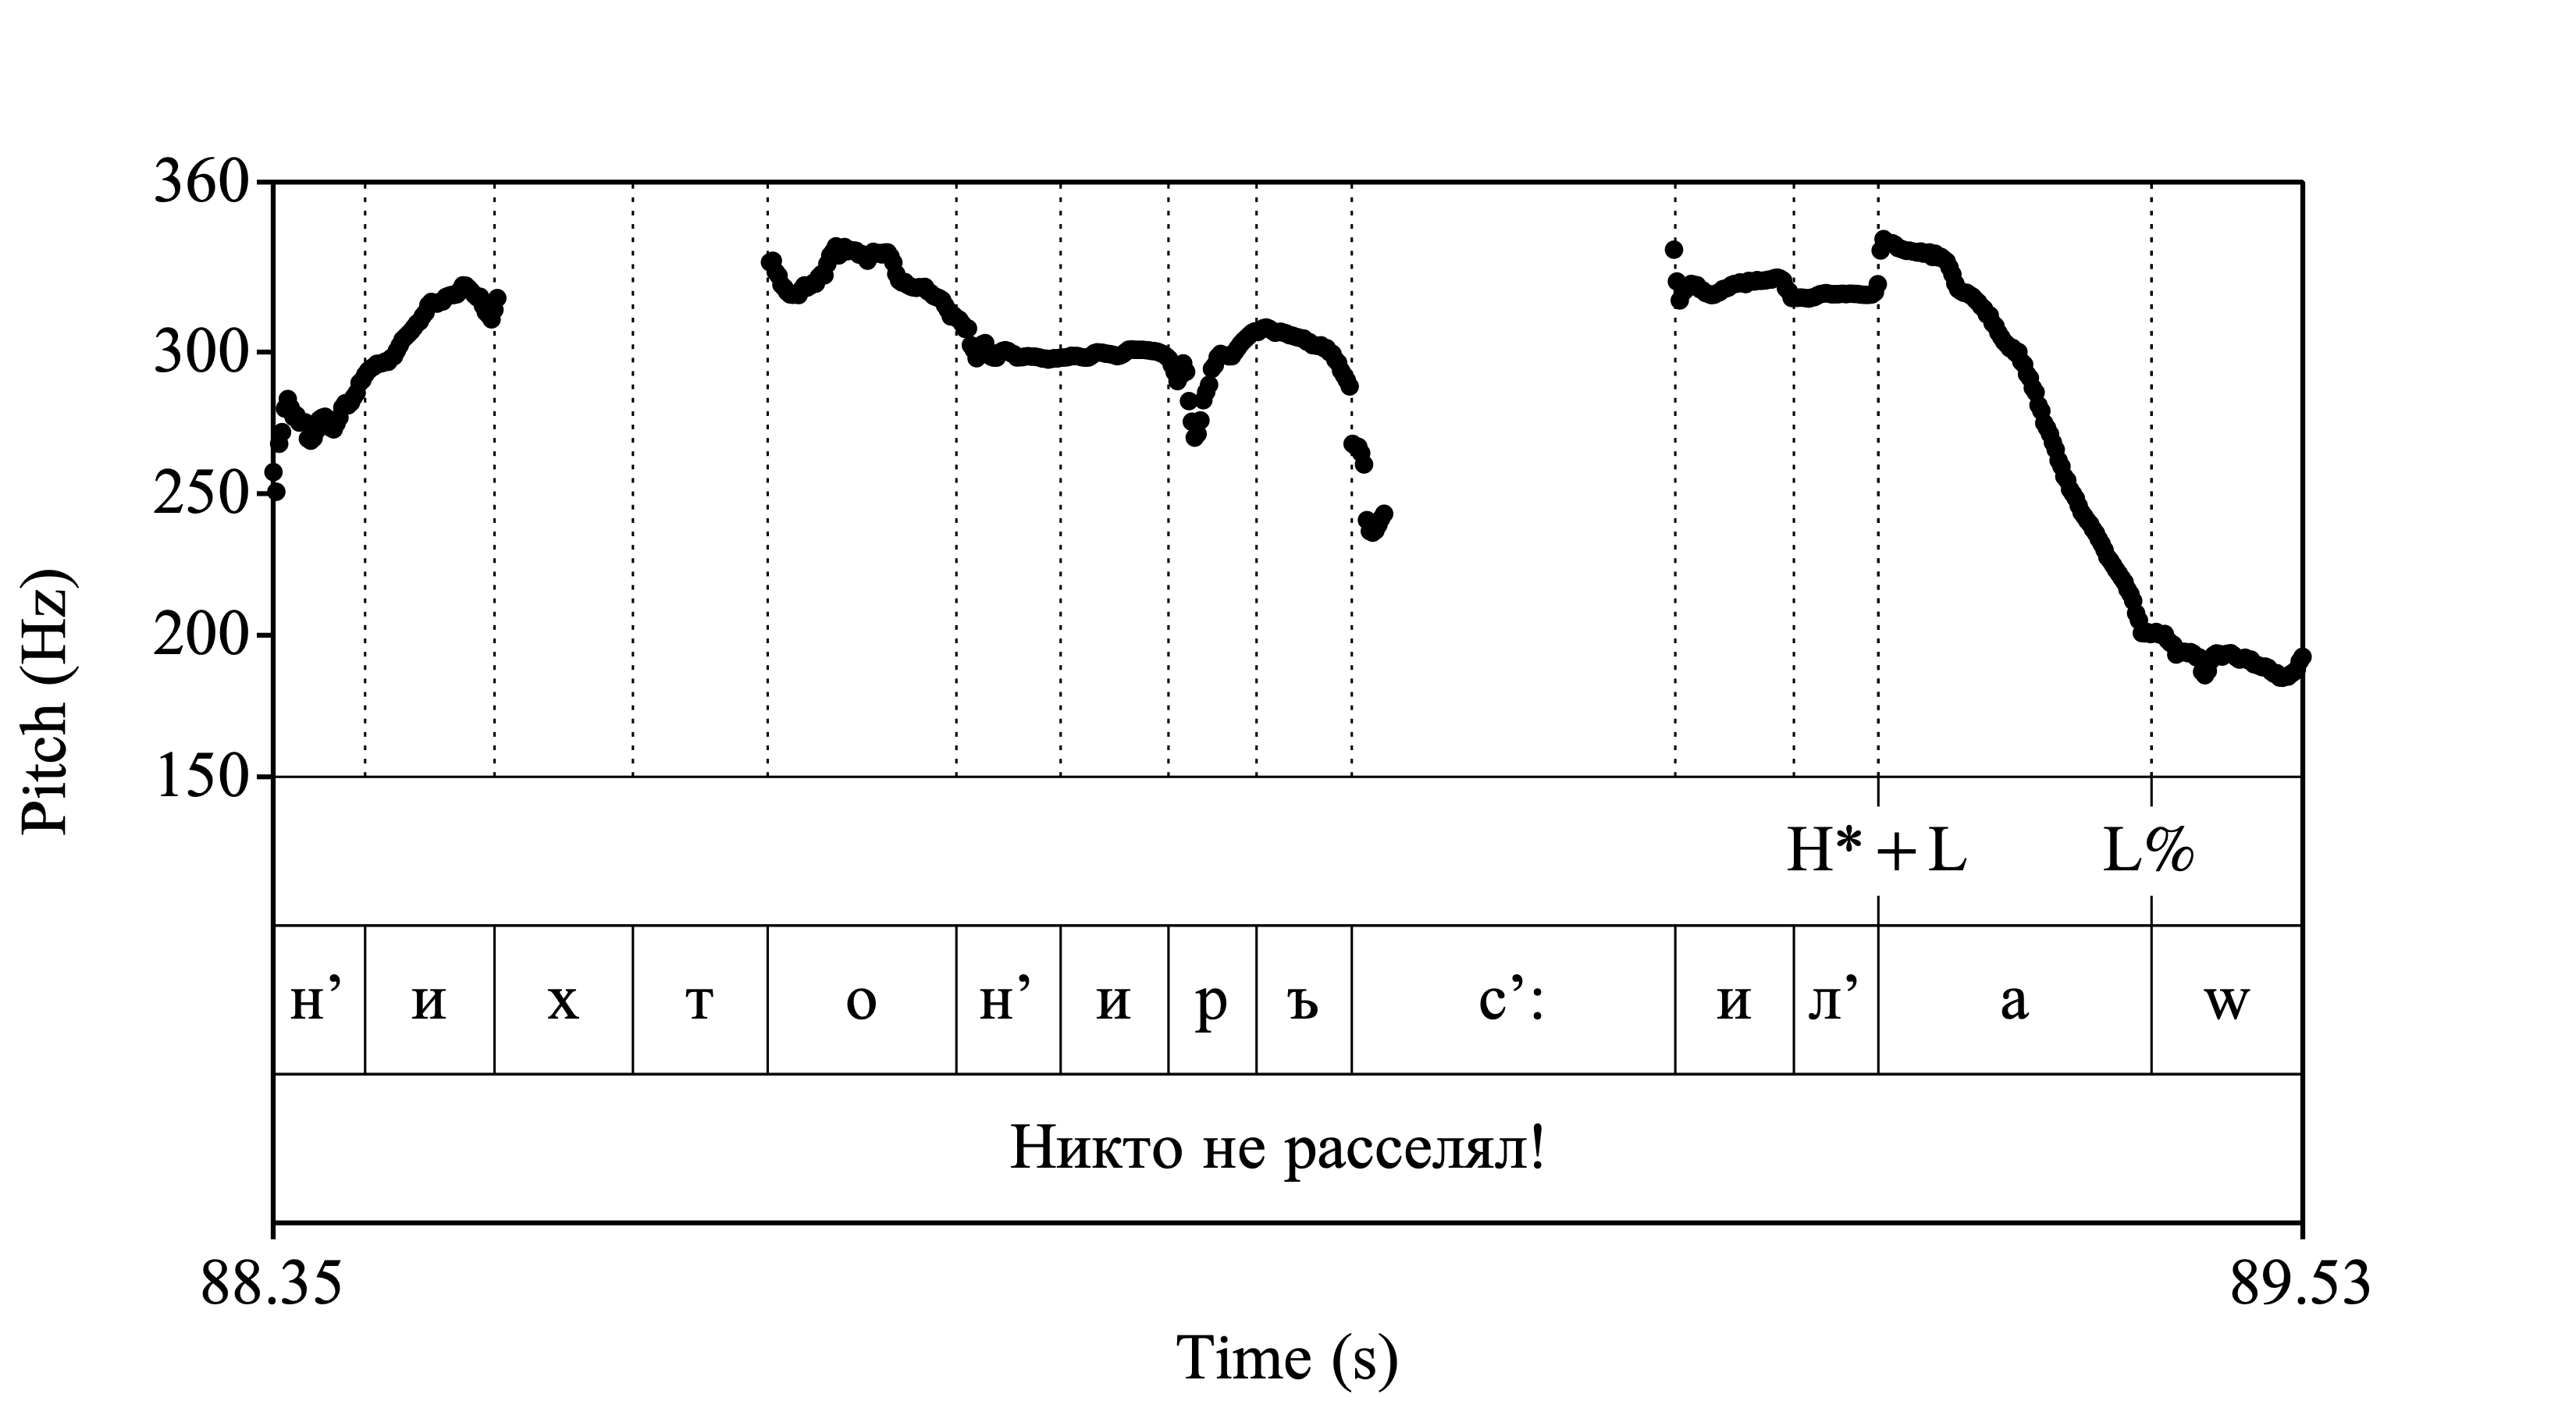 360
300
250
200
150
Pitch (Hz)
H* + L L%
н’ и х т о н’ и р ъ с’: и л’ а w
Никто не расселял!
88.35 89.53
Time (s)